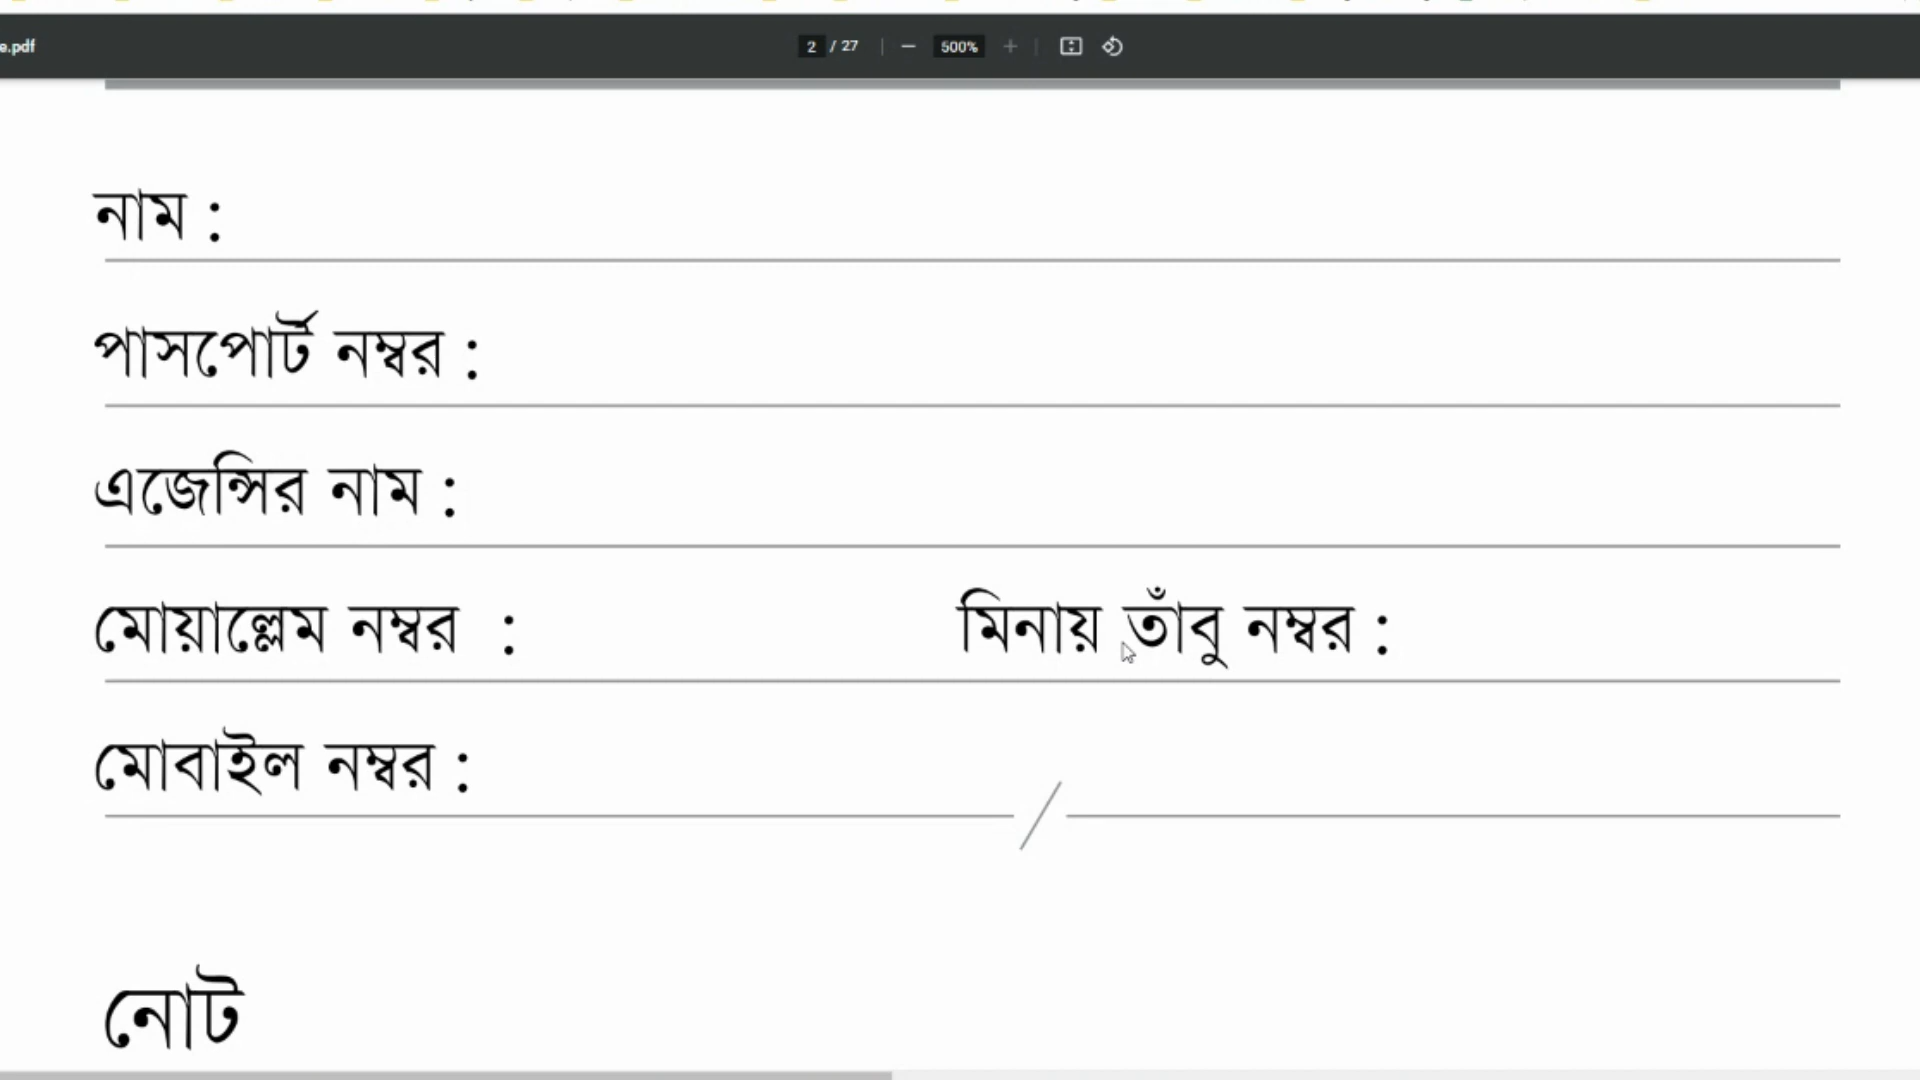 e.pdf 2 / 27 500%
নাম :
পাসপোর্ট নম্বর :
এজেন্সির নাম :
মোয়াল্লেম নম্বর : মিনায় তাঁবু নম্বর :
মোবাইল নম্বর :
নোট